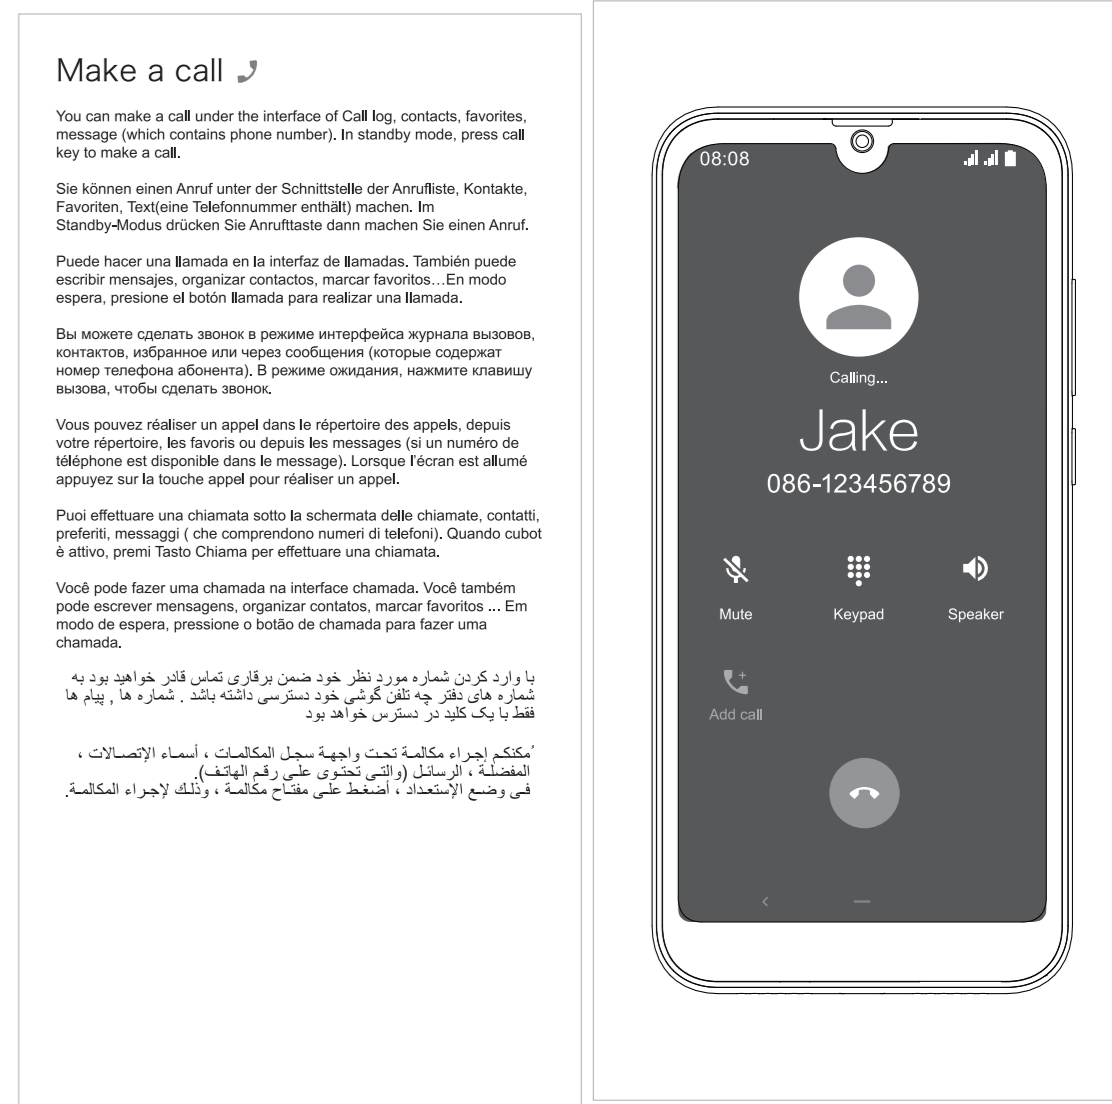 Make a call
You can make a call under the interface of Call log, contacts, favorites,
message (which contains phone number). In standby mode, press call
key to make a call.
Sie können einen Anruf unter der Schnittstelle der Anrufliste, Kontakte,
Favoriten, Text(eine Telefonnummer enthält) machen. Im
Standby-Modus drücken Sie Anrufttaste dann machen Sie einen Anruf.
Puede hacer una llamada en la interfaz de llamadas. También puede
escribir mensajes, organizar contactos, marcar favoritos…En modo
espera, presione el botón llamada para realizar una llamada.
Вы можете сделать звонок в режиме интерфейса журнала вызовов,
контактов, избранное или через сообщения (которые содержат
номер телефона абонента). В режиме ожидания, нажмите клавишу
вызова, чтобы сделать звонок.
Vous pouvez réaliser un appel dans le répertoire des appels, depuis
votre répertoire, les favoris ou depuis les messages (si un numéro de
téléphone est disponible dans le message). Lorsque l'écran est allumé
appuyez sur la touche appel pour réaliser un appel.
Puoi effettuare una chiamata sotto la schermata delle chiamate, contatti,
preferiti, messaggi ( che comprendono numeri di telefoni). Quando cubot
è attivo, premi Tasto Chiama per effettuare una chiamata.
Você pode fazer uma chamada na interface chamada. Você também
pode escrever mensagens, organizar contatos, marcar favoritos ... Em
modo de espera, pressione o botão de chamada para fazer uma
chamada.
با وارد کردن شماره مورد نظر خود ضمن برقاری تماس قادر خواهید بود به
شماره های دفتر چه تلفن گوشی خود دسترسی داشته باشد . شماره ها , پیام ها
فقط با یک کلید در دسترس خواهد بود
ُمكنكم إجراء مكالمة تحت واجهة سجل المكالمات ، أسماء الإتصالات ،
المفضلة ، الرسائل (والتى تحتوى على رقم الهاتف).
فى وضع الإستعداد ، أضغط على مفتاح مكالمة ، وذلك لإجراء المكالمة.
08:08
Calling...
Jake
086-123456789
Mute Keypad Speaker
Add call